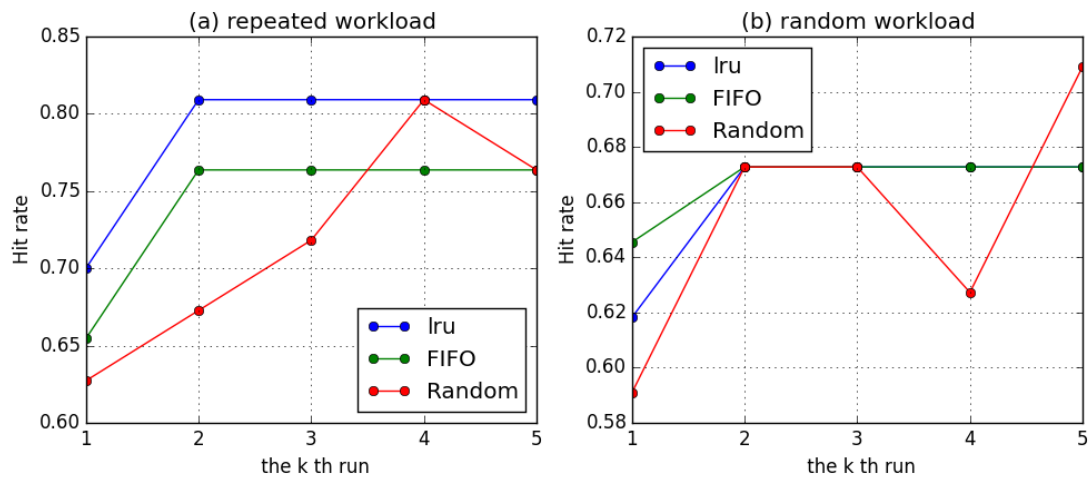 (a) repeated workload
0.85
0.80
0.75
0.70
0.65
0.60
Hit rate
lru
FIFO
Random
1 2 3 4 5
the k th run
(b) random workload
0.72
0.70
0.68
0.66
0.64
0.62
0.60
0.58
Hit rate
lru
FIFO
Random
1 2 3 4 5
the k th run